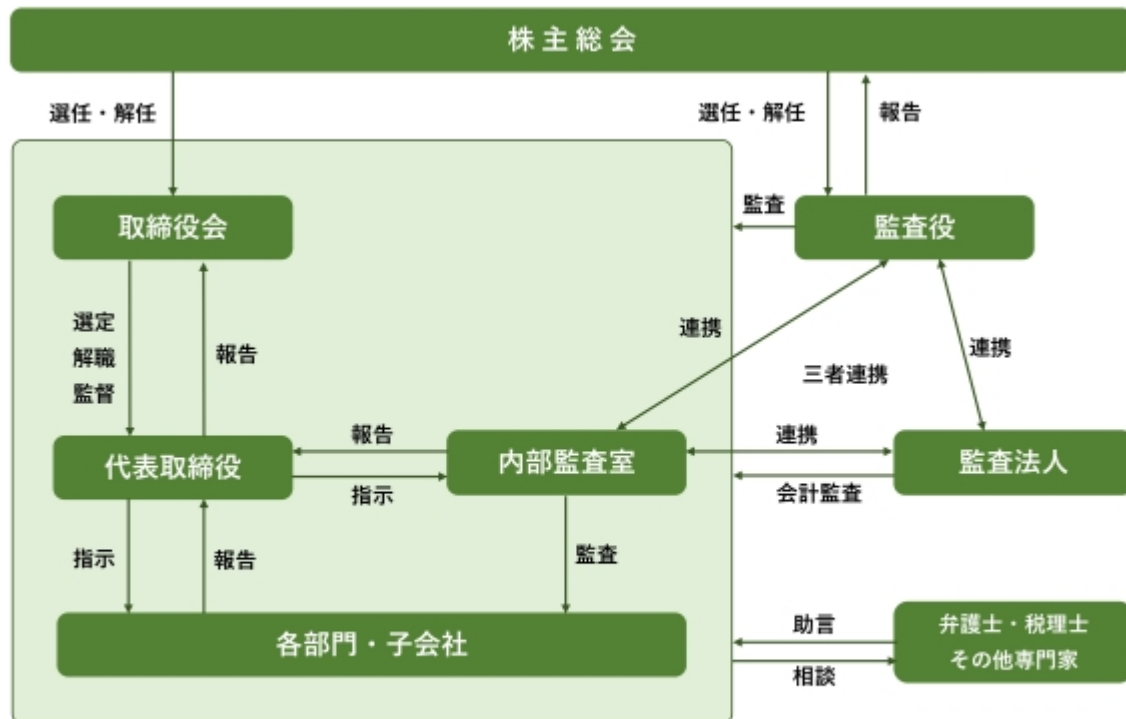 株主総会
選任・解任
選任・解任
報告
取締役会
監査
監査役
選定
解職
監督
報告
連携
三者連携
連携
代表取締役
報告
指示
内部監査室
連携
会計監査
監査法人
指示
報告
監査
各部門・子会社
助言
相談
弁護士・税理士
その他専門家